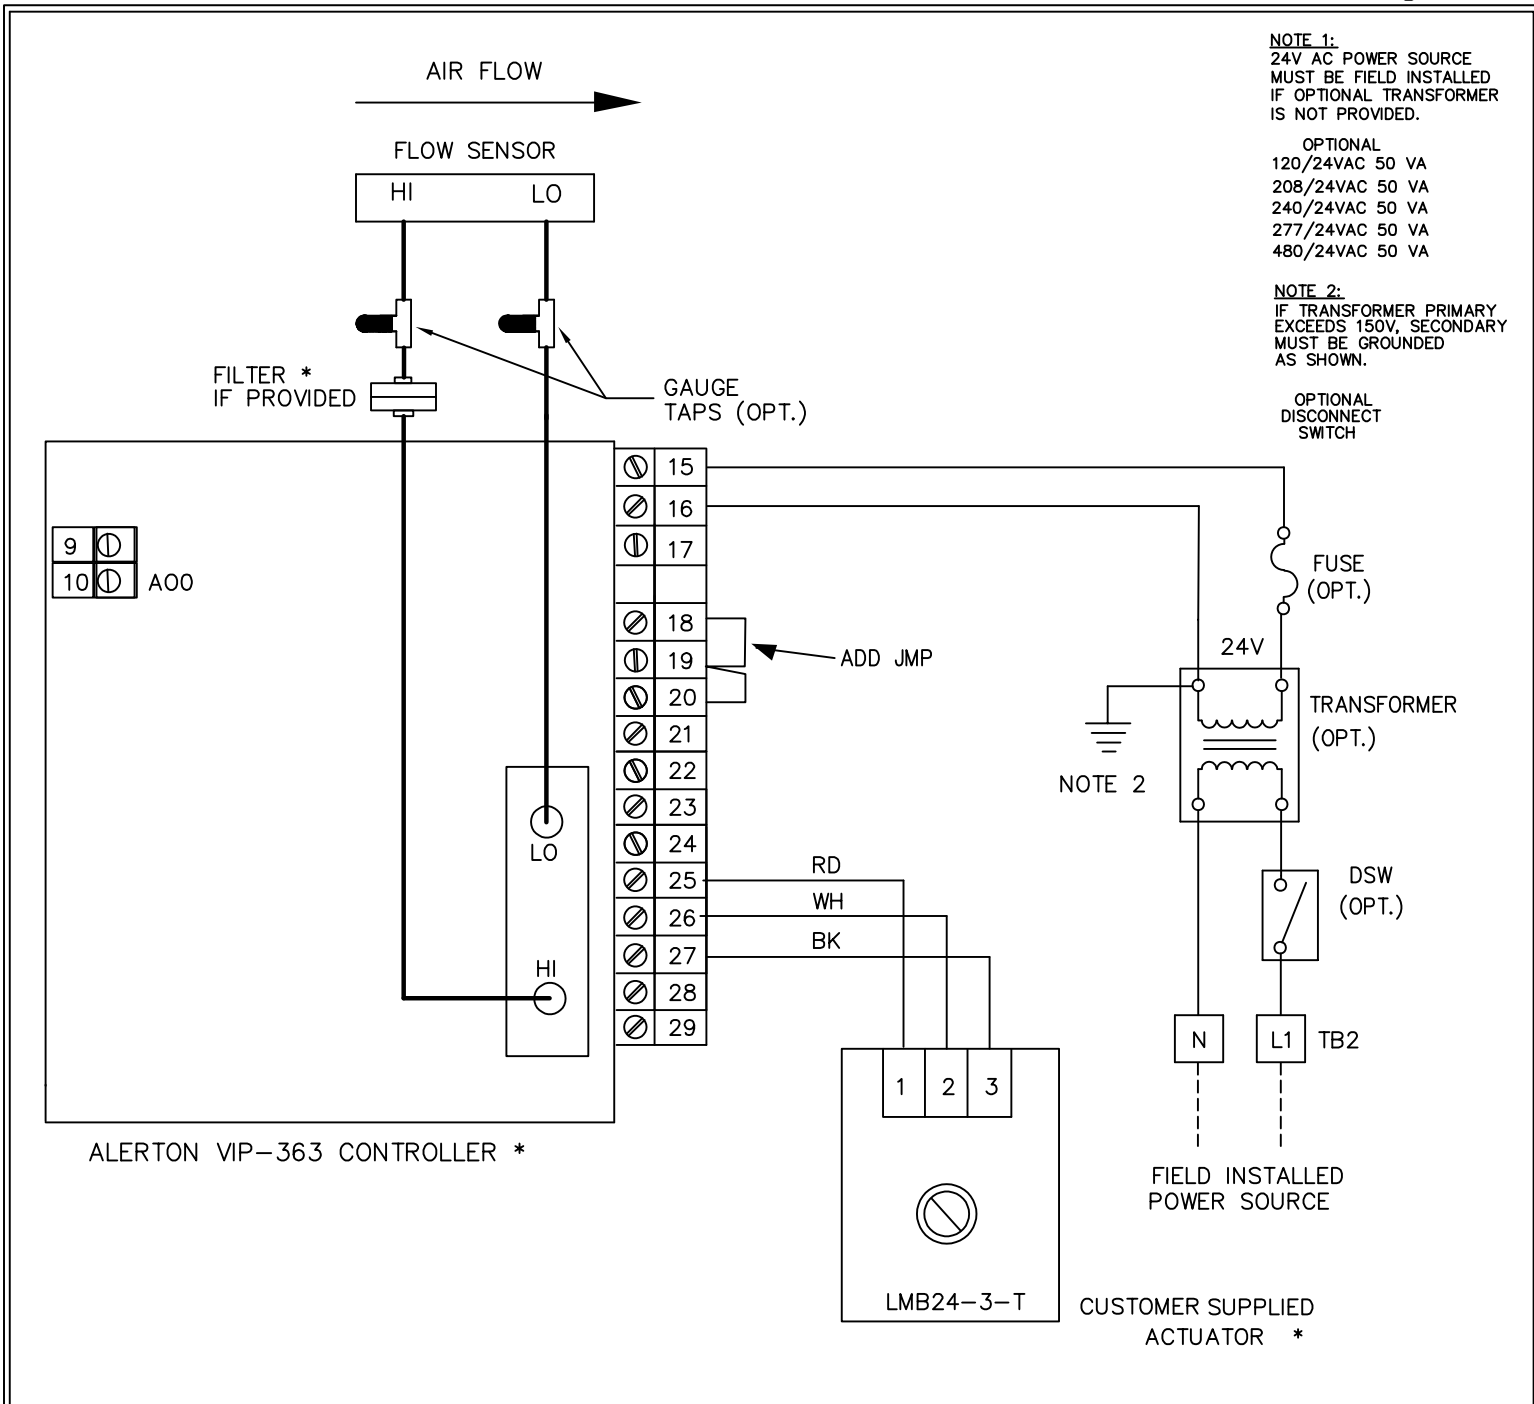 AIR FLOW
FLOW SENSOR
HI
LO
NOTE 1:
24V AC POWER SOURCE
MUST BE FIELD INSTALLED
IF OPTIONAL TRANSFORMER
IS NOT PROVIDED.
OPTIONAL
120/24VAC 50 VA
208/24VAC 50 VA
240/24VAC 50 VA
277/24VAC 50 VA
480/24VAC 50 VA
NOTE 2:
IF TRANSFORMER PRIMARY
EXCEEDS 150V, SECONDARY
MUST BE GROUNDED
AS SHOWN.
OPTIONAL
DISCONNECT
SWITCH
FILTER *
IF PROVIDED
GAUGE
TAPS (OPT.)
9
10 AO0
15
16
17
18
19
20
21
22
23
24
25
26
27
28
29
ADD JMP
FUSE
(OPT.)
24V
TRANSFORMER
(OPT.)
NOTE 2
LO
HI
RD
WH
BK
DSW
(OPT.)
N
L1
TB2
1
2
3
ALERTON VIP-363 CONTROLLER *
FIELD INSTALLED
POWER SOURCE
LMB24-3-T
CUSTOMER SUPPLIED
ACTUATOR *